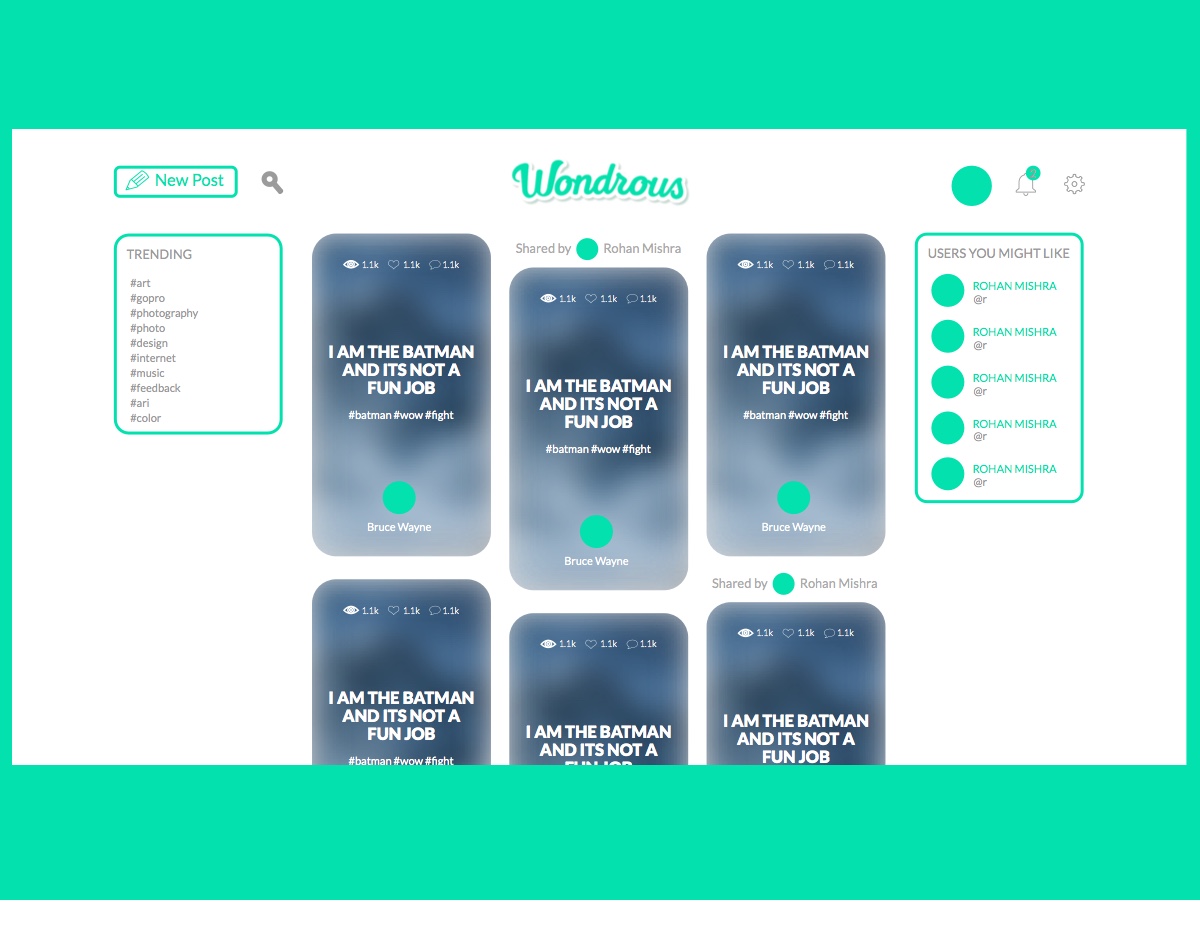 New Post
Wondrous
TRENDING
#art
#gopro
#photography
#photo
#design
#internet
#music
#feedback
#ari
#color
1.1k 1.1k 1.1k
I AM THE BATMAN
AND ITS NOT A
FUN JOB
#batman #wow #fight
Bruce Wayne
1.1k 1.1k 1.1k
I AM THE BATMAN
AND ITS NOT A
FUN JOB
#batman #wow #fight
Shared by Rohan Mishra
1.1k 1.1k 1.1k
I AM THE BATMAN
AND ITS NOT A
FUN JOB
#batman #wow #fight
Bruce Wayne
1.1k 1.1k 1.1k
I AM THE BATMAN
AND ITS NOT A
FUN JOB
1.1k 1.1k 1.1k
I AM THE BATMAN
AND ITS NOT A
FUN JOB
#batman #wow #fight
Bruce Wayne
Shared by Rohan Mishra
1.1k 1.1k 1.1k
I AM THE BATMAN
AND ITS NOT A
FUN JOB
USERS YOU MIGHT LIKE
ROHAN MISHRA
@r
ROHAN MISHRA
@r
ROHAN MISHRA
@r
ROHAN MISHRA
@r
ROHAN MISHRA
@r